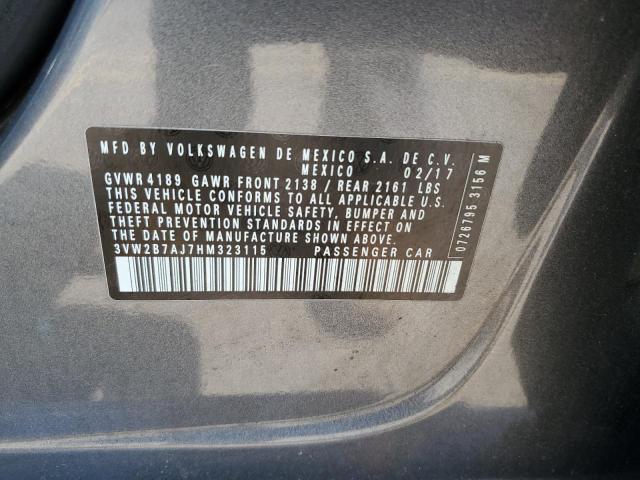 MFD BY VOLKSWAGEN DE MEXICO S.A. DE C.V.
MEXICO 02/17
GVWR 4189 GAWR FRONT 2138 / REAR 2161 LBS
THIS VEHICLE CONFORMS TO ALL APPLICABLE U.S.
FEDERAL MOTOR VEHICLE SAFETY, BUMPER AND
THEFT PREVENTION STANDARDS IN EFFECT ON
THE DATE OF MANUFACTURE SHOWN ABOVE.
3VW2B7AJ7HM323115 PASSENGER CAR
0726795 3156 M